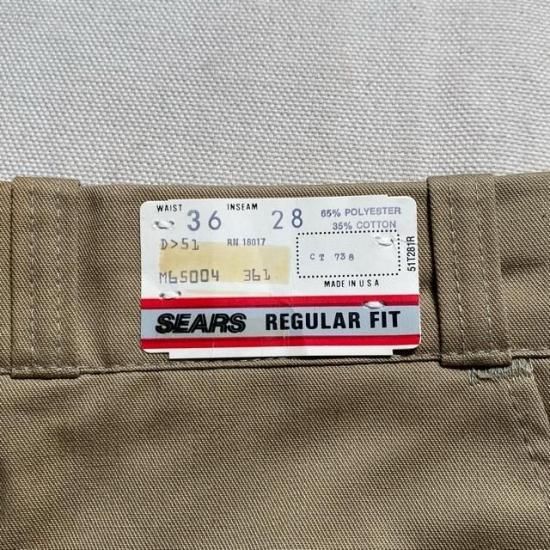 WAIST 36 INSEAM 28 65% POLYESTER
35% COTTON
D>51 RN 16017
CT 738
M65004 361
MADE IN U.S.A
51T281R
SEARS REGULAR FIT